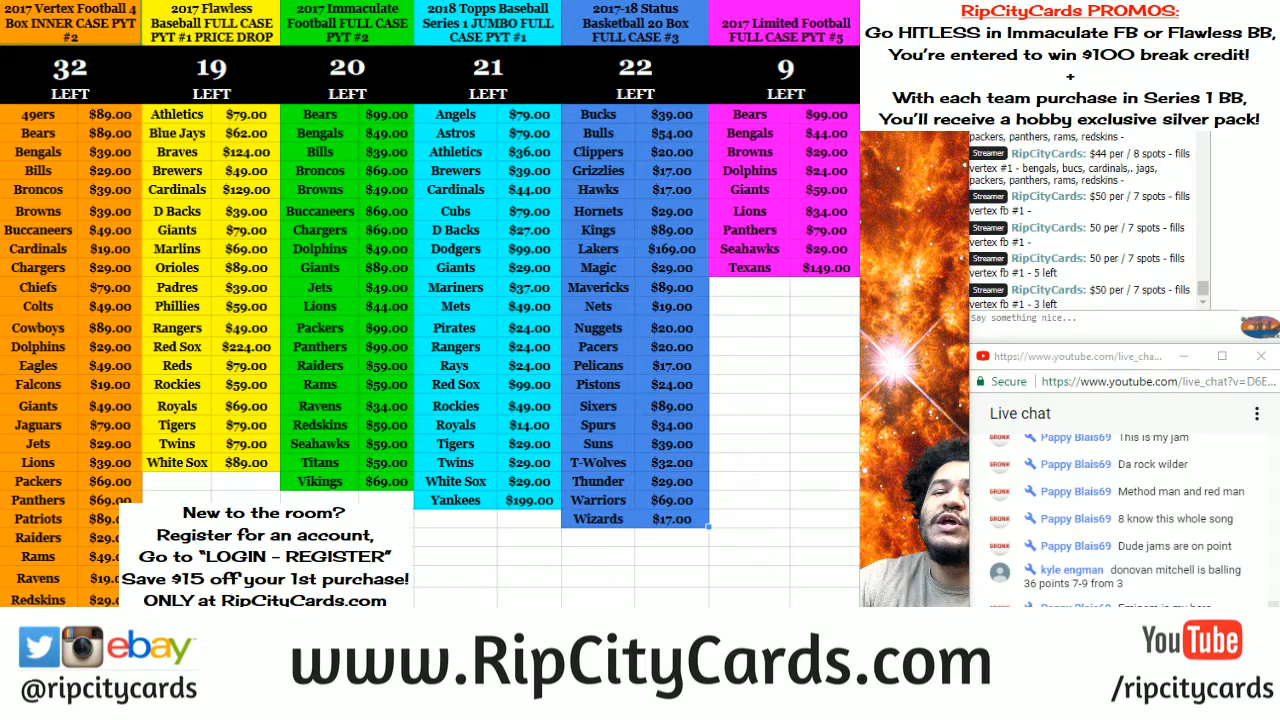 2017 Vertex Football 4
Box INNER CASE PYT
#2
32
LEFT
49ers $89.00
Bears $89.00
Bengals $39.00
Bills $29.00
Broncos $39.00
Browns $39.00
Buccaneers $49.00
Cardinals $19.00
Chargers $29.00
Chiefs $79.00
Colts $49.00
Cowboys $89.00
Dolphins $29.00
Eagles $49.00
Falcons $19.00
Giants $49.00
Jaguars $79.00
Jets $29.00
Lions $39.00
Packers $69.00
Panthers $69.00
Patriots $89.
Raiders $29.
Rams $49.
Ravens $19.
Redskins $29.
2017 Flawless
Baseball FULL CASE
PYT #1 PRICE DROP
19
LEFT
Athletics $79.00
Blue Jays $62.00
Braves $124.00
Brewers $49.00
Cardinals $129.00
D Backs $39.00
Giants $79.00
Marlins $69.00
Orioles $89.00
Padres $39.00
Phillies $59.00
Rangers $49.00
Red Sox $224.00
Reds $79.00
Rockies $59.00
Royals $69.00
Tigers $79.00
Twins $79.00
White Sox $89.00
2017 Immaculate
Football FULL CASE
PYT #2
20
LEFT
Bears $99.00
Bengals $49.00
Bills $39.00
Broncos $69.00
Browns $49.00
Buccaneers $69.00
Chargers $69.00
Dolphins $49.00
Giants $89.00
Jets $49.00
Lions $44.00
Packers $99.00
Panthers $99.00
Raiders $59.00
Rams $59.00
Ravens $34.00
Redskins $59.00
Seahawks $59.00
Titans $59.00
Vikings $69.00
2018 Topps Baseball
Series 1 JUMBO FULL
CASE PYT #1
21
LEFT
Angels $79.00
Astros $79.00
Athletics $36.00
Brewers $39.00
Cardinals $44.00
Cubs $79.00
D Backs $27.00
Dodgers $99.00
Giants $29.00
Mariners $37.00
Mets $49.00
Pirates $24.00
Rangers $24.00
Rays $24.00
Red Sox $99.00
Rockies $49.00
Royals $14.00
Tigers $29.00
Twins $29.00
White Sox $29.00
Yankees $199.00
2017-18 Status
Basketball 20 Box
FULL CASE #3
22
LEFT
Bucks $39.00
Bulls $54.00
Clippers $20.00
Grizzlies $17.00
Hawks $17.00
Hornets $29.00
Kings $89.00
Lakers $169.00
Magic $29.00
Mavericks $89.00
Nets $19.00
Nuggets $20.00
Pacers $20.00
Pelicans $17.00
Pistons $24.00
Sixers $89.00
Spurs $34.00
Suns $39.00
T-Wolves $32.00
Thunder $29.00
Warriors $69.00
Wizards $17.00
2017 Limited Football
FULL CASE PYT #5
9
LEFT
Bears $99.00
Bengals $44.00
Browns $29.00
Dolphins $24.00
Giants $59.00
Lions $34.00
Panthers $79.00
Seahawks $29.00
Texans $149.00
New to the room?
Register for an account,
Go to “LOGIN – REGISTER”
Save $15 off your 1st purchase!
ONLY at RipCityCards.com
RipCityCards PROMOS:
Go HITLESS in Immaculate FB or Flawless BB,
You’re entered to win $100 break credit!
+
With each team purchase in Series 1 BB,
You’ll receive a hobby exclusive silver pack!
packers, panthers, rams, redskins -
Streamer RipCityCards: $44 per / 8 spots - fills
vertex #1 - bengals, bucs, cardinals,. jags,
packers, panthers, rams, redskins -
Streamer RipCityCards: $50 per / 7 spots - fills
vertex fb #1 -
Streamer RipCityCards: 50 per / 7 spots - fills
vertex fb #1 -
Streamer RipCityCards: 50 per / 7 spots - fills
vertex fb #1 - 5 left
Streamer RipCityCards: $50 per / 7 spots - fills
vertex fb #1 - 3 left
Say something nice...
https://www.youtube.com/live_cha...
Secure https://www.youtube.com/live_chat?v=D6E...
Live chat
GRONK Pappy Blais69 This is my jam
GRONK Pappy Blais69 Da rock wilder
GRONK Pappy Blais69 Method man and red man
GRONK Pappy Blais69 8 know this whole song
GRONK Pappy Blais69 Dude jams are on point
kyle engman donovan mitchell is balling
36 points 7-9 from 3
ebay
@ripcitycards
www.RipCityCards.com
YouTube
/ripcitycards